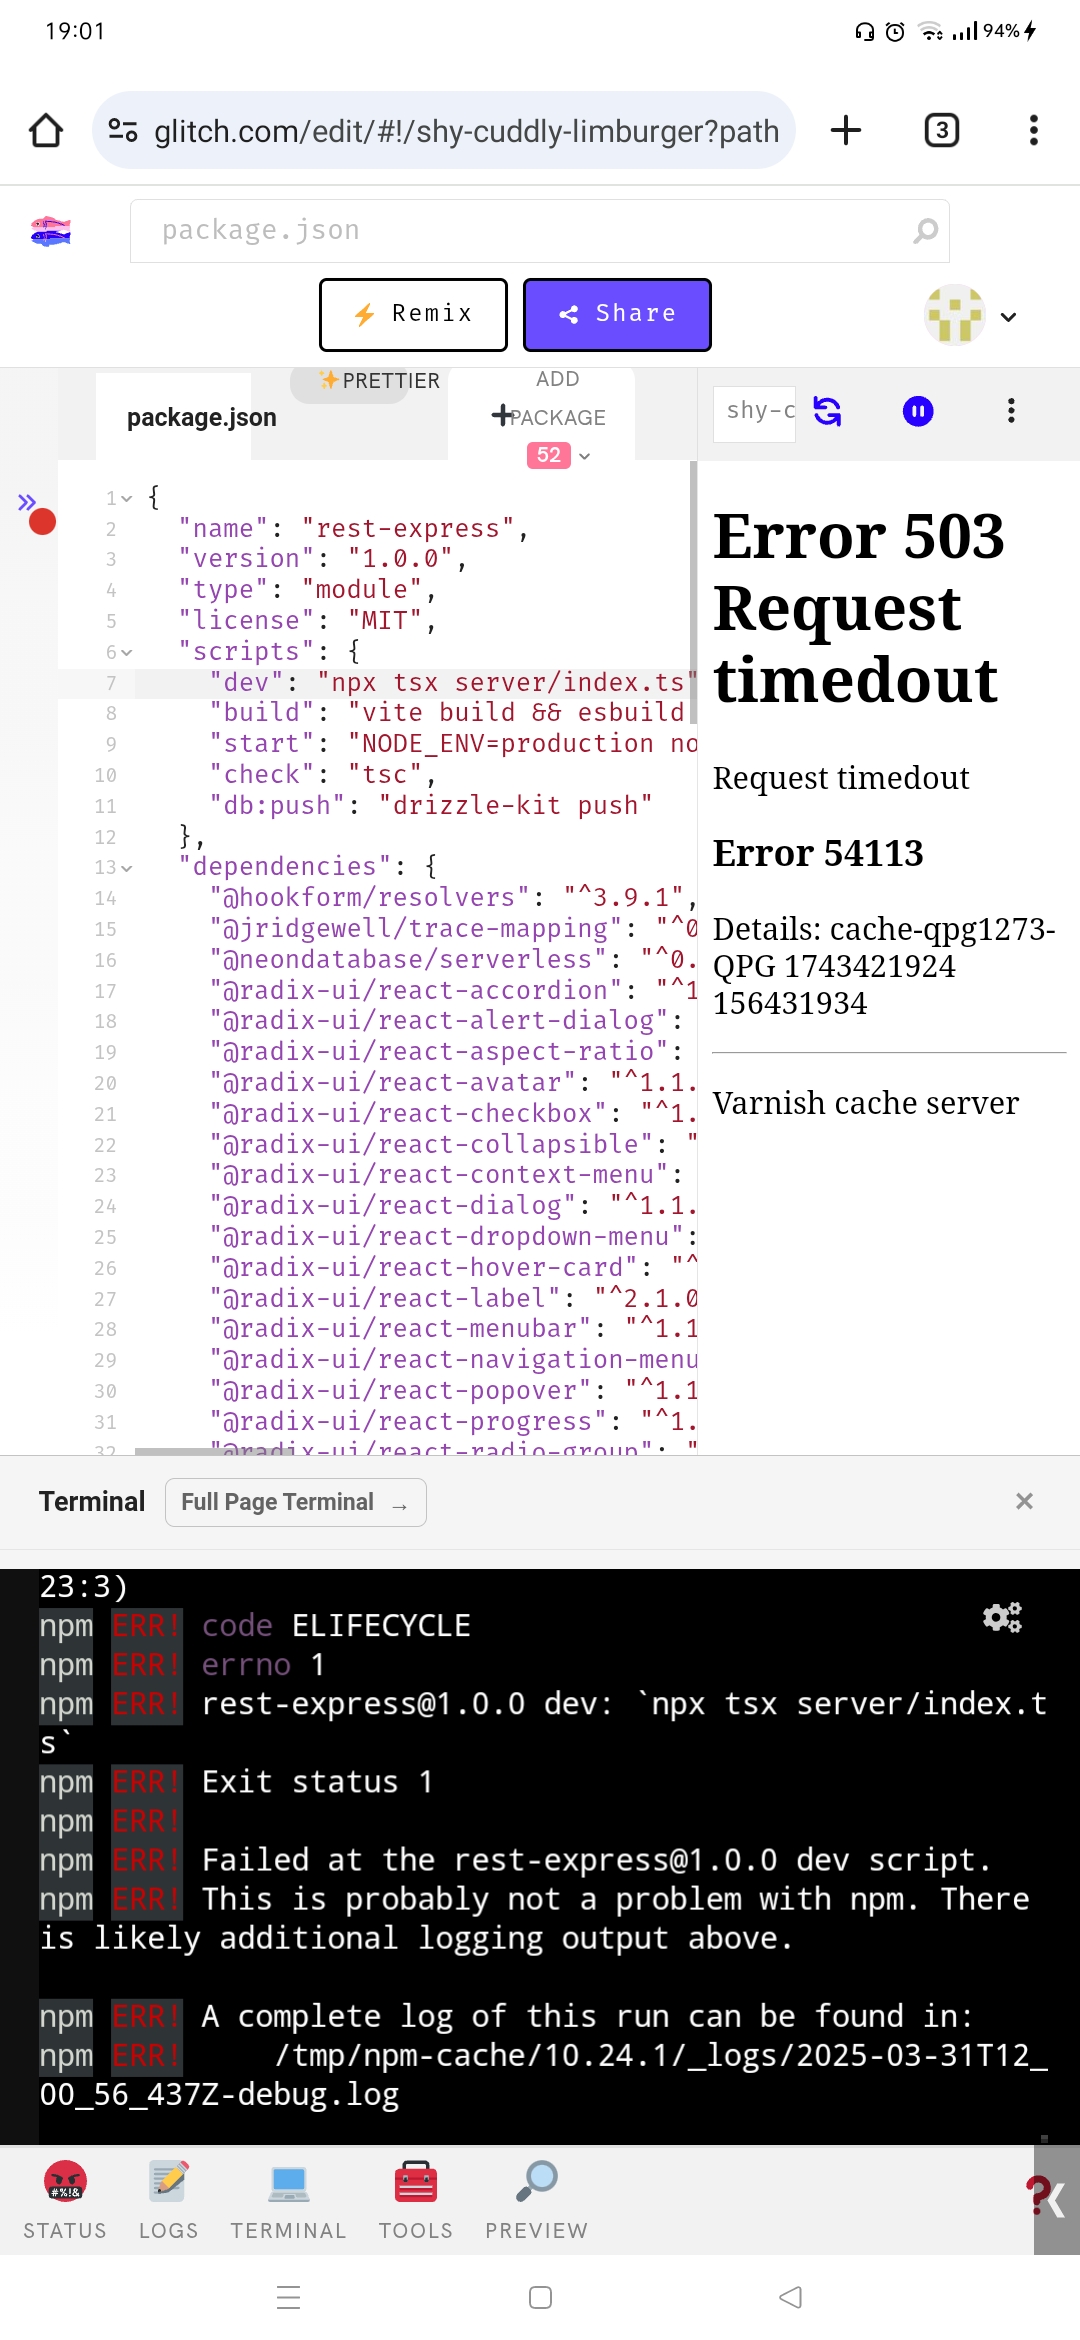 19:01
94%
glitch.com/edit/#!/shy-cuddly-limburger?path
3
package.json
Remix
Share
package.json
PRETTIER
ADD
PACKAGE
52
shy-c
1 {
2 "name": "rest-express",
3 "version": "1.0.0",
4 "type": "module",
5 "license": "MIT",
6 "scripts": {
7 "dev": "npx tsx server/index.ts"
8 "build": "vite build && esbuild
9 "start": "NODE_ENV=production no
10 "check": "tsc",
11 "db:push": "drizzle-kit push"
12 },
13 "dependencies": {
14 "@hookform/resolvers": "^3.9.1",
15 "@jridgewell/trace-mapping": "^0
16 "@neondatabase/serverless": "^0.
17 "@radix-ui/react-accordion": "^1
18 "@radix-ui/react-alert-dialog":
19 "@radix-ui/react-aspect-ratio":
20 "@radix-ui/react-avatar": "^1.1.
21 "@radix-ui/react-checkbox": "^1.
22 "@radix-ui/react-collapsible": "
23 "@radix-ui/react-context-menu":
24 "@radix-ui/react-dialog": "^1.1.
25 "@radix-ui/react-dropdown-menu":
26 "@radix-ui/react-hover-card": "^
27 "@radix-ui/react-label": "^2.1.0
28 "@radix-ui/react-menubar": "^1.1
29 "@radix-ui/react-navigation-menu
30 "@radix-ui/react-popover": "^1.1
31 "@radix-ui/react-progress": "^1.
32 "@radix-ui/react-radio-group": "
Error 503
Request
timedout
Request timedout
Error 54113
Details: cache-qpg1273-
QPG 1743421924
156431934
Varnish cache server
Terminal
Full Page Terminal →
×
23:3)
npm ERR! code ELIFECYCLE
npm ERR! errno 1
npm ERR! rest-express@1.0.0 dev: `npx tsx server/index.t
s`
npm ERR! Exit status 1
npm ERR!
npm ERR! Failed at the rest-express@1.0.0 dev script.
npm ERR! This is probably not a problem with npm. There
is likely additional logging output above.
npm ERR! A complete log of this run can be found in:
npm ERR! /tmp/npm-cache/10.24.1/_logs/2025-03-31T12_
00_56_437Z-debug.log
#%!&
STATUS
LOGS
TERMINAL
TOOLS
PREVIEW